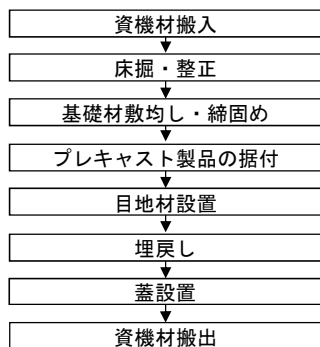 資機材搬入
床掘・整正
基礎材敷均し・締固め
プレキャスト製品の据付
目地材設置
埋戻し
蓋設置
資機材搬出